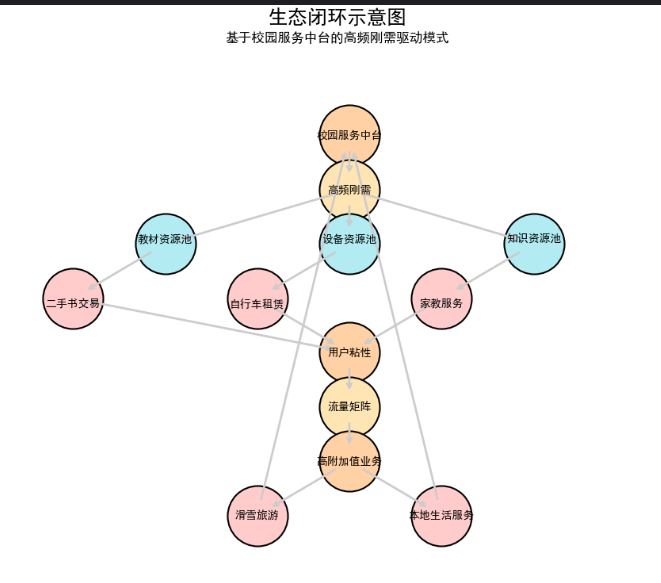 生态闭环示意图
基于校园服务中台的高频刚需驱动模式
校园服务中台
高频刚需
教材资源池
设备资源池
知识资源池
二手书交易
自行车租赁
家教服务
用户粘性
流量矩阵
高附加值业务
滑雪旅游
本地生活服务